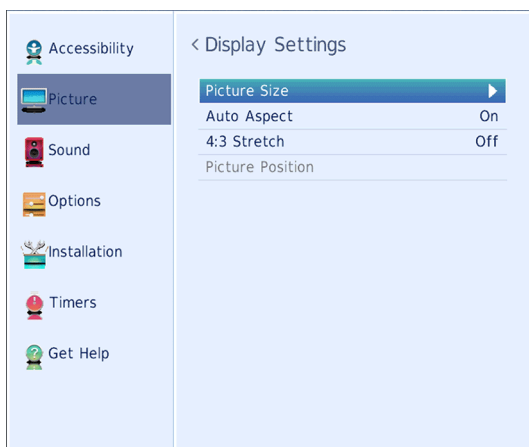 Accessibility
Picture
Sound
Options
Installation
Timers
Get Help
< Display Settings
Picture Size
Auto Aspect On
4:3 Stretch Off
Picture Position